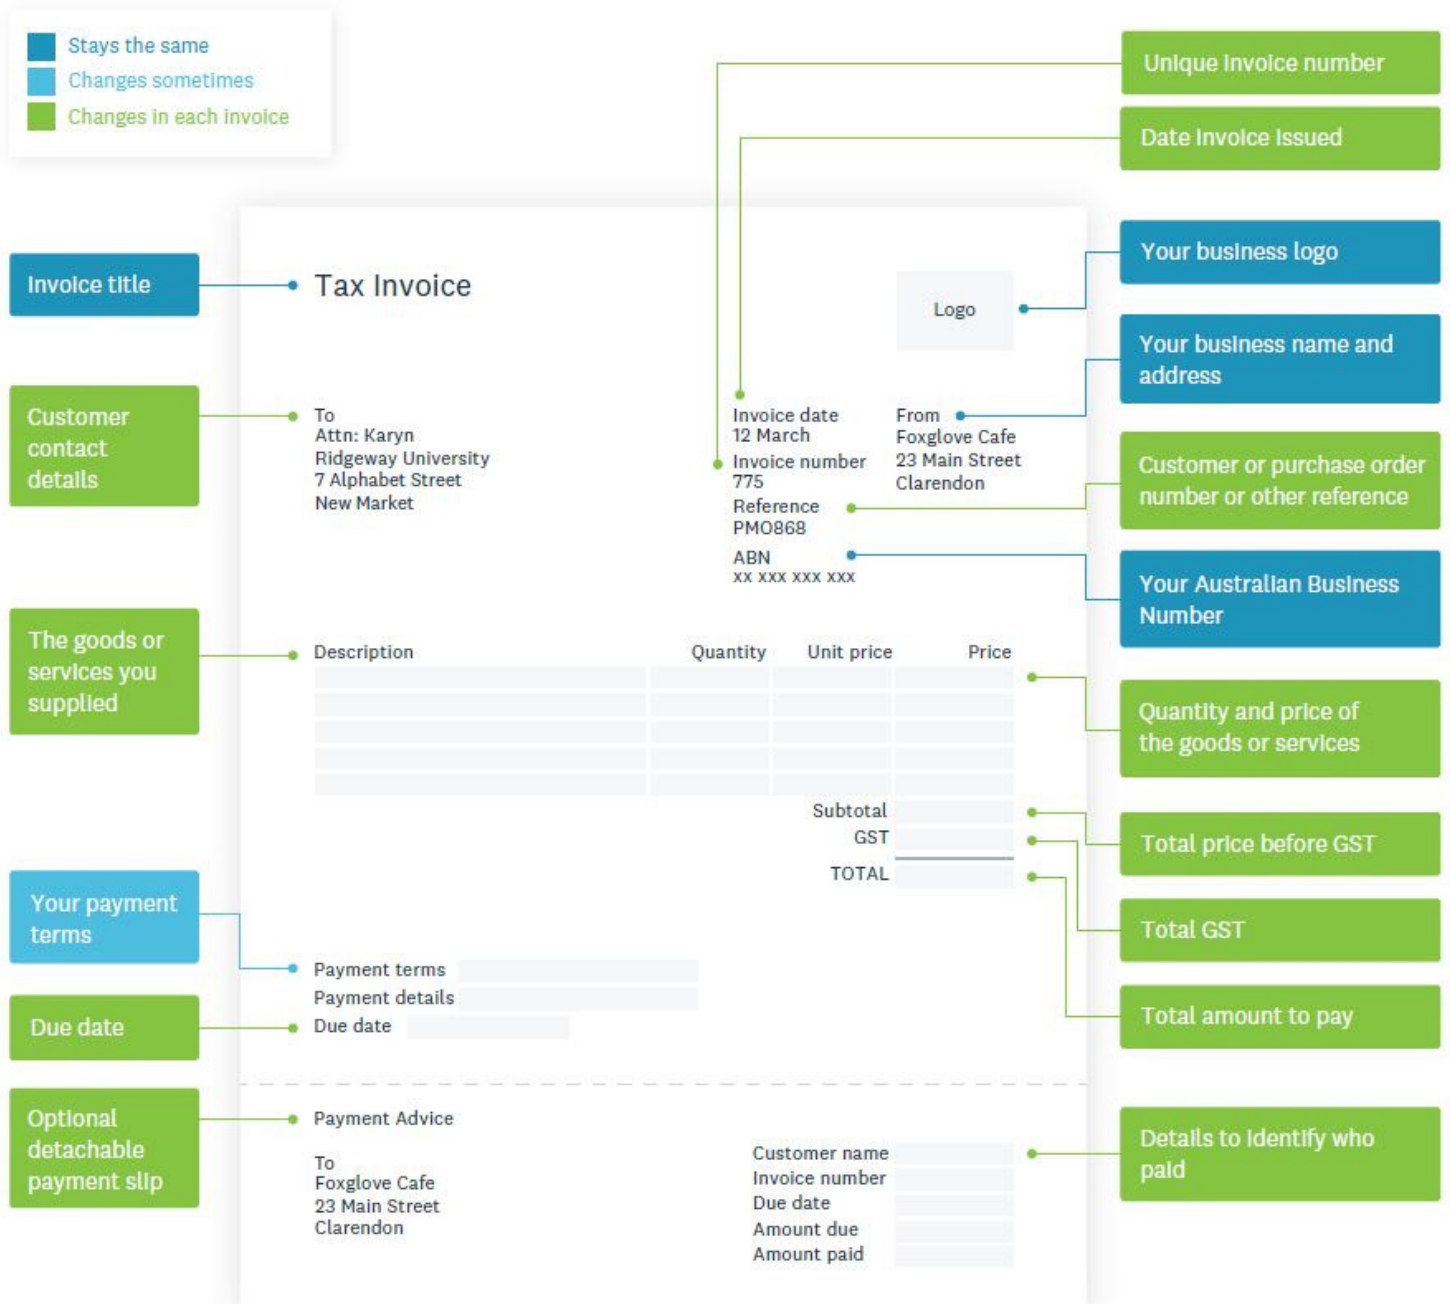 Stays the same
Changes sometimes
Changes in each invoice
Unique invoice number
Date invoice issued
Your business logo
Your business name and
address
Customer or purchase order
number or other reference
Your Australian Business
Number
Quantity and price of
the goods or services
Total price before GST
Total GST
Total amount to pay
Details to identify who
paid
Invoice title
Customer
contact
details
The goods or
services you
supplied
Your payment
terms
Due date
Optional
detachable
payment slip
Tax Invoice
Logo
To
Attn: Karyn
Ridgeway University
7 Alphabet Street
New Market
Invoice date
12 March
Invoice number
775
Reference
PMO868
ABN
xx xxx xxx xxx
From
Foxglove Cafe
23 Main Street
Clarendon
Description Quantity Unit price Price
Subtotal
GST
TOTAL
Payment terms
Payment details
Due date
Payment Advice
To
Foxglove Cafe
23 Main Street
Clarendon
Customer name
Invoice number
Due date
Amount due
Amount paid